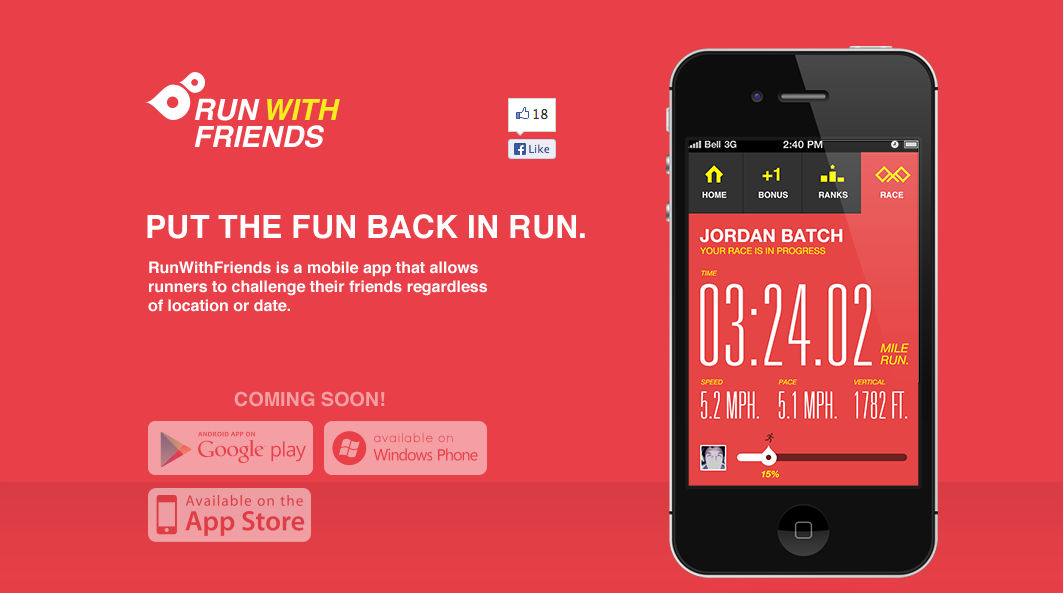 RUN WITH
FRIENDS
18
Like
PUT THE FUN BACK IN RUN.
RunWithFriends is a mobile app that allows
runners to challenge their friends regardless
of location or date.
COMING SOON!
ANDROID APP ON
Google play
available on
Windows Phone
Available on the
App Store
Bell 3G 2:40 PM
+1
HOME BONUS RANKS RACE
JORDAN BATCH
YOUR RACE IS IN PROGRESS
TIME
03:24.02
MILE
RUN.
SPEED PACE VERTICAL
5.2 MPH. 5.1 MPH. 1782 FT.
15%